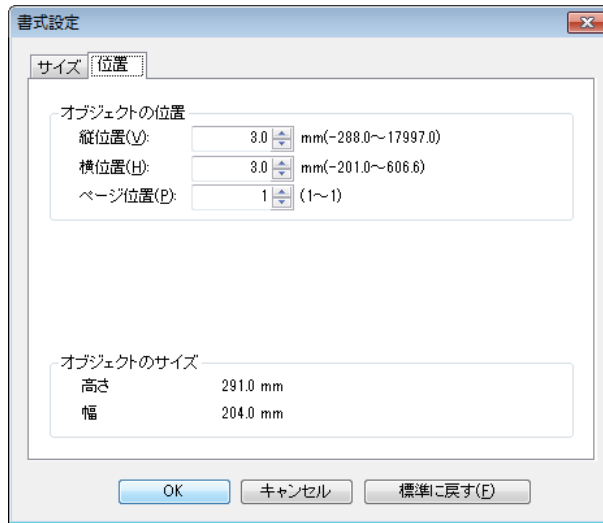 書式設定
サイズ 位置
オブジェクトの位置
縦位置(V): 3.0 mm(-288.0～17997.0)
横位置(H): 3.0 mm(-201.0～606.6)
ページ位置(P): 1 (1～1)
オブジェクトのサイズ
高さ 291.0 mm
幅 204.0 mm
OK キャンセル 標準に戻す(F)